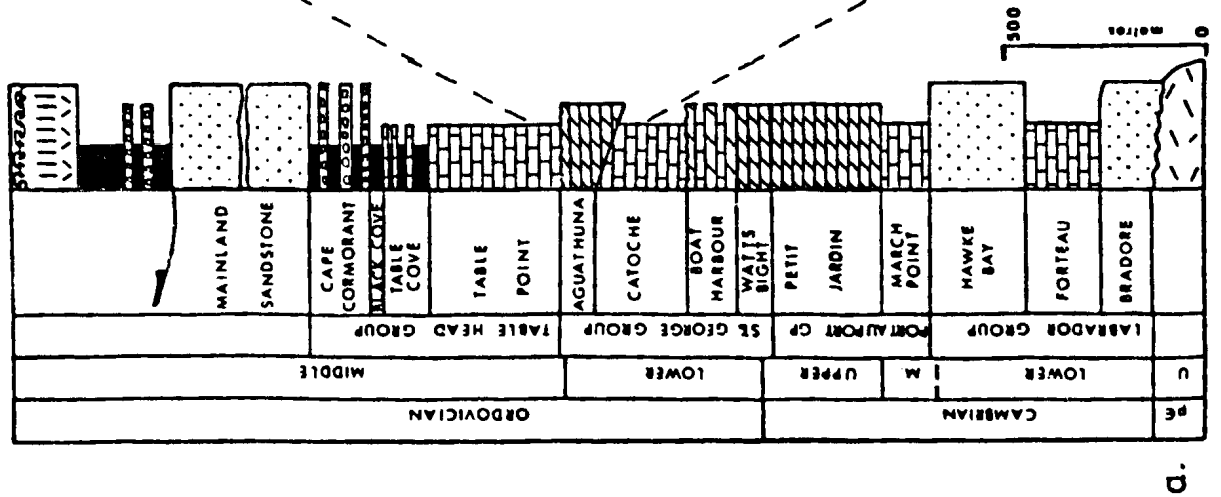 500
metres
0
MAINLAND
SANDSTONE
CAPE
CORMORANT
BLACK COVE
TABLE
COVE
TABLE
POINT
AGUATHUNA
CATOCHE
BOAT
HARBOUR
WATTS
BIGHT
PETIT
JARDIN
MARCH
POINT
HAWKE
BAY
FORTEAU
BRADORE
TABLE HEAD GROUP
St. GEORGE GROUP
PORT AU PORT GP
LABRADOR GROUP
MIDDLE
LOWER
UPPER
M.
LOWER
U
ORDOVICIAN
CAMBRIAN
pЄ
a.